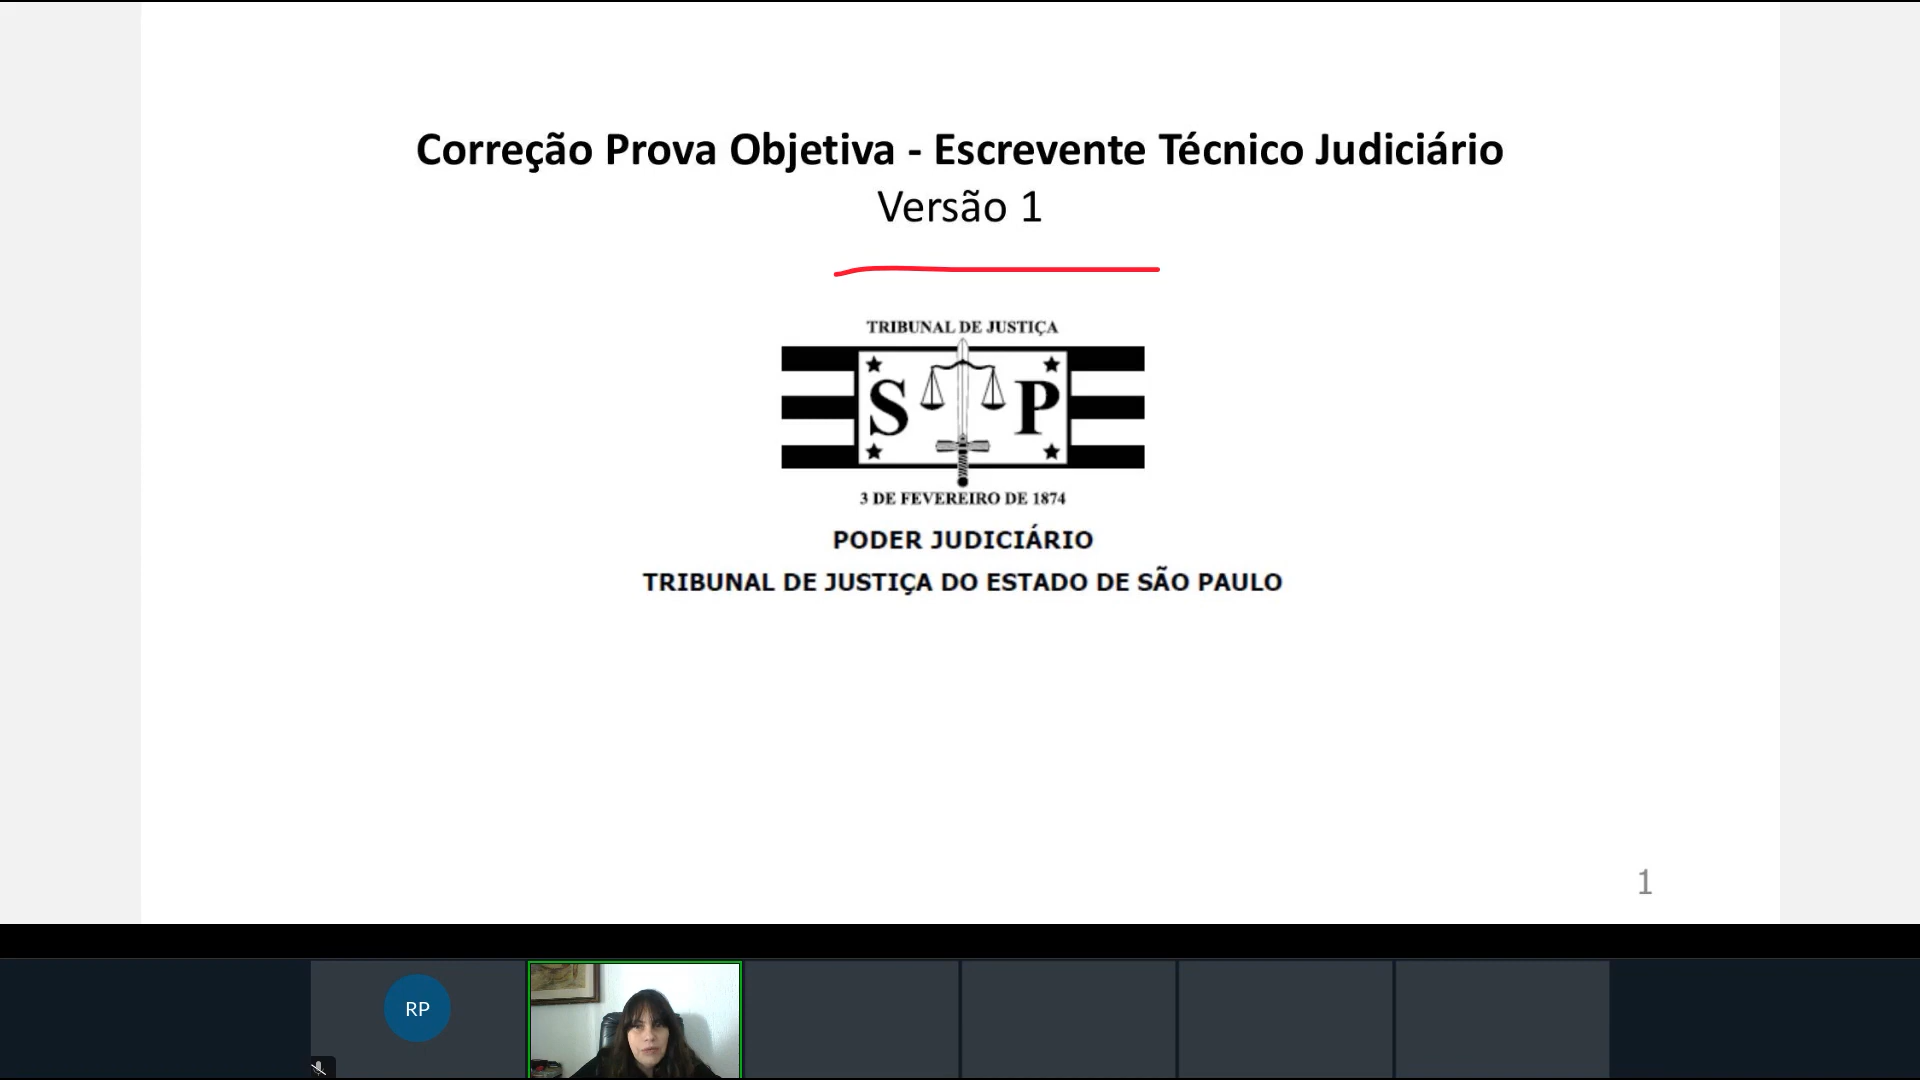 Correção Prova Objetiva - Escrevente Técnico Judiciário
Versão 1
TRIBUNAL DE JUSTIÇA
S P
3 DE FEVEREIRO DE 1874
PODER JUDICIÁRIO
TRIBUNAL DE JUSTIÇA DO ESTADO DE SÃO PAULO
1
RP